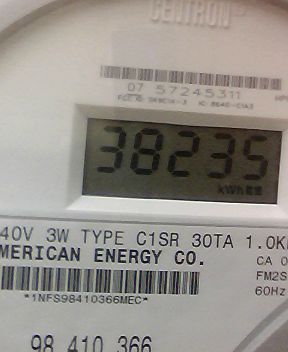 CENTRON
07 57245311
38235
kWh
40V 3W TYPE C1SR 30TA 1.0K
MERICAN ENERGY CO.
CA 0
FM2S
*1NFS98410366MEC*
60Hz
98 410 366